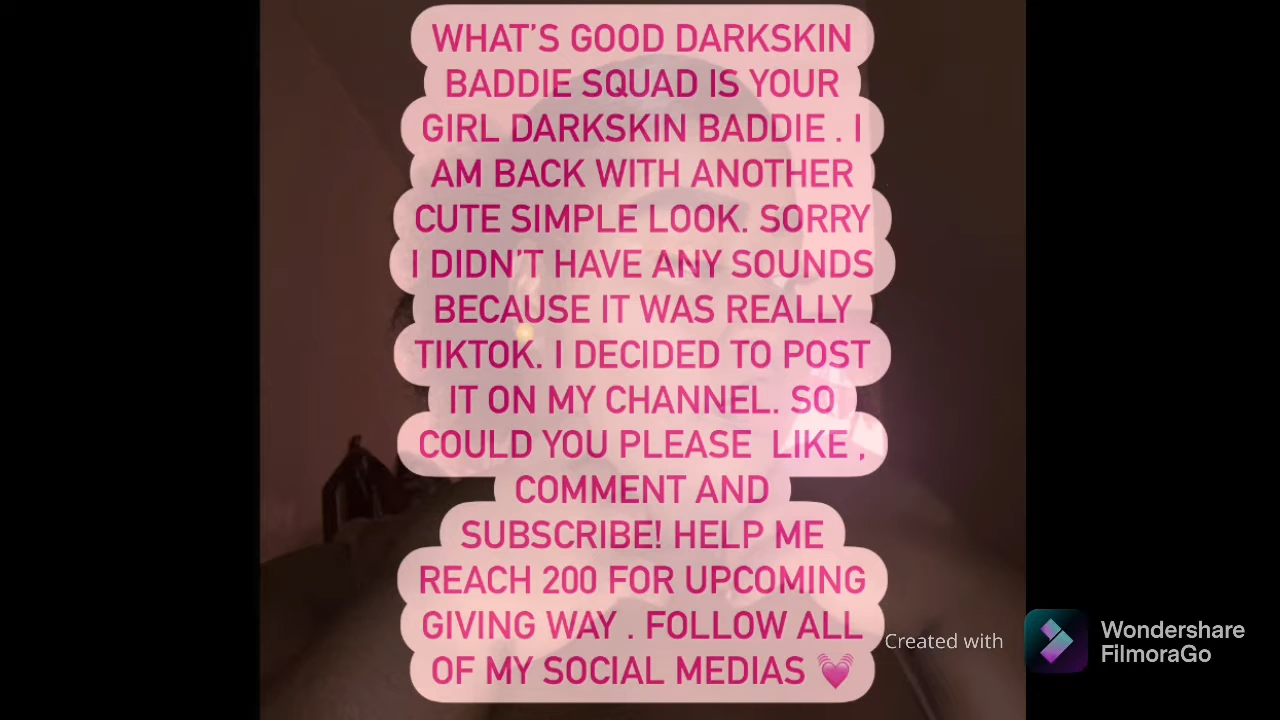 WHAT'S GOOD DARKSKIN
BADDIE SQUAD IS YOUR
GIRL DARKSKIN BADDIE . I
AM BACK WITH ANOTHER
CUTE SIMPLE LOOK. SORRY
I DIDN'T HAVE ANY SOUNDS
BECAUSE IT WAS REALLY
TIKTOK. I DECIDED TO POST
IT ON MY CHANNEL. SO
COULD YOU PLEASE LIKE ,
COMMENT AND
SUBSCRIBE! HELP ME
REACH 200 FOR UPCOMING
GIVING WAY . FOLLOW ALL
OF MY SOCIAL MEDIAS 💓
Created with
Wondershare
FilmoraGo